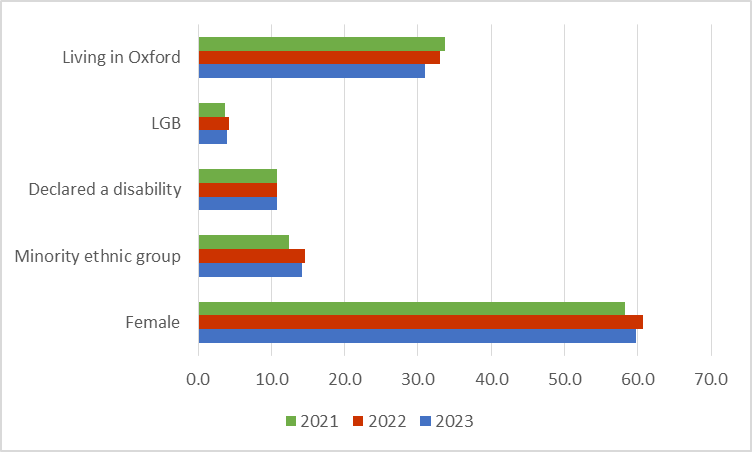 Living in Oxford
LGB
Declared a disability
Minority ethnic group
Female
0.0 10.0 20.0 30.0 40.0 50.0 60.0 70.0
2021 2022 2023